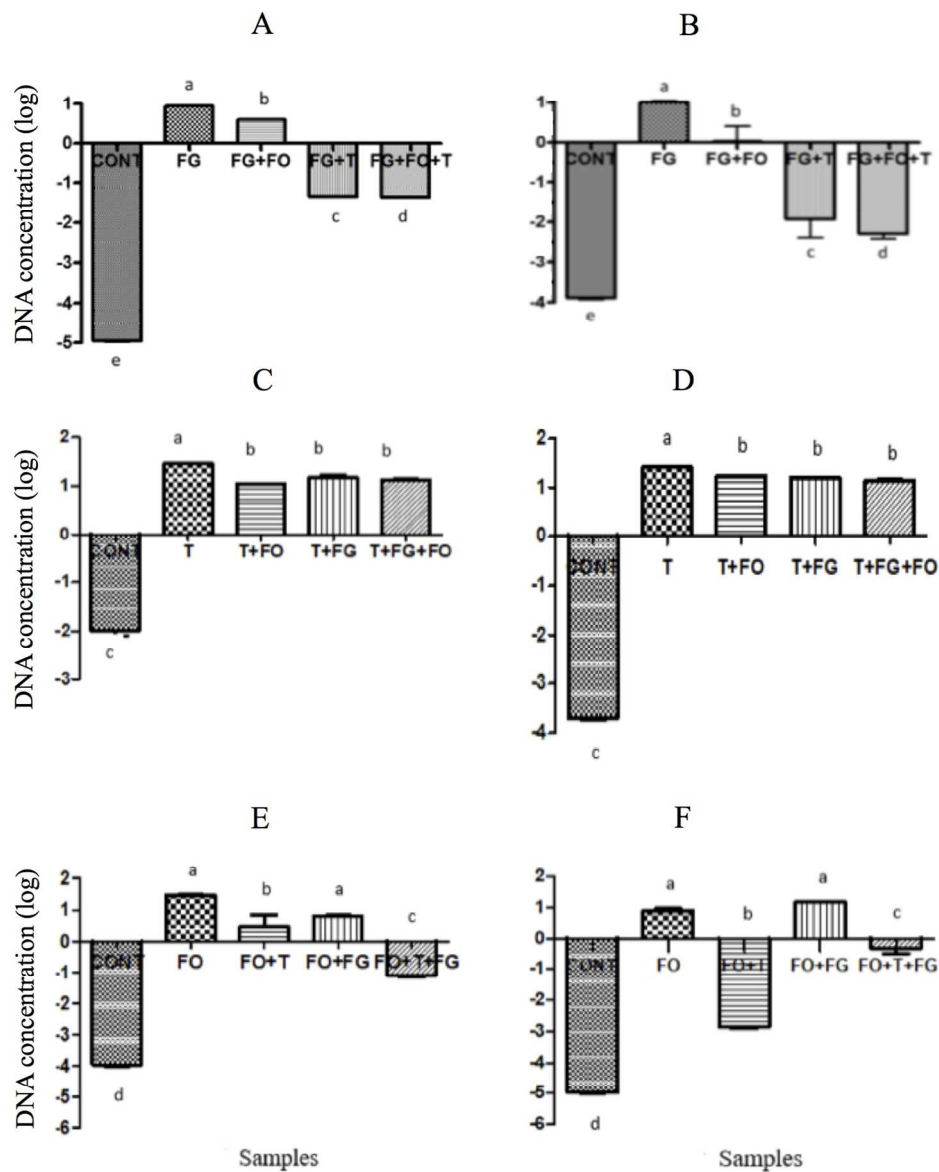 A
DNA concentration (log)
1
0
-1
-2
-3
-4
-5
a
b
c
d
e
CONT
FG
FG+FO
FG+T
FG+FO+T
B
1
0
-1
-2
-3
-4
a
b
c
d
e
CONT
FG
FG+FO
FG+T
FG+FO+T
C
DNA concentration (log)
2
1
0
-1
-2
-3
a
b
b
b
c
CONT
T
T+FO
T+FG
T+FG+FO
D
2
1
0
-1
-2
-3
-4
a
b
b
b
c
CONT
T
T+FO
T+FG
T+FG+FO
E
DNA concentration (log)
2
1
0
-1
-2
-3
-4
-5
-6
a
b
a
c
d
CONT
FO
FO+T
FO+FG
FO+T+FG
Samples
F
2
1
0
-1
-2
-3
-4
-5
-6
a
b
a
c
d
CONT
FO
FO+T
FO+FG
FO+T+FG
Samples